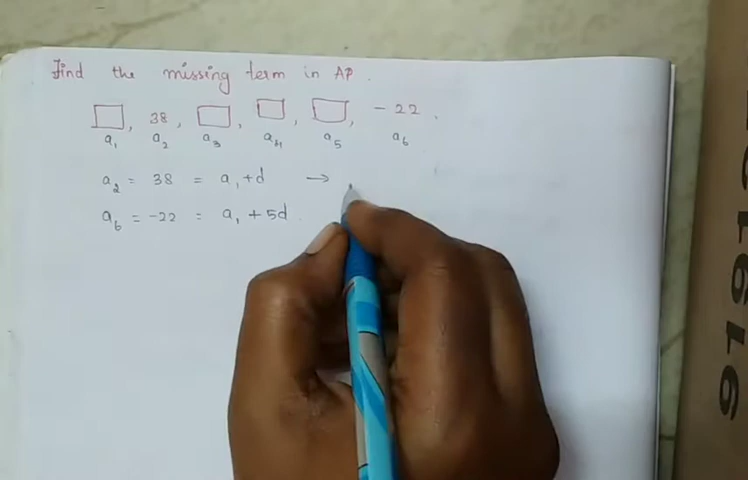 Find the missing term in AP.
□, 38, □, □, □, -22.
a₁ a₂ a₃ a₄ a₅ a₆
a₂ = 38 = a₁ + d →
a₆ = -22 = a₁ + 5d.
9191